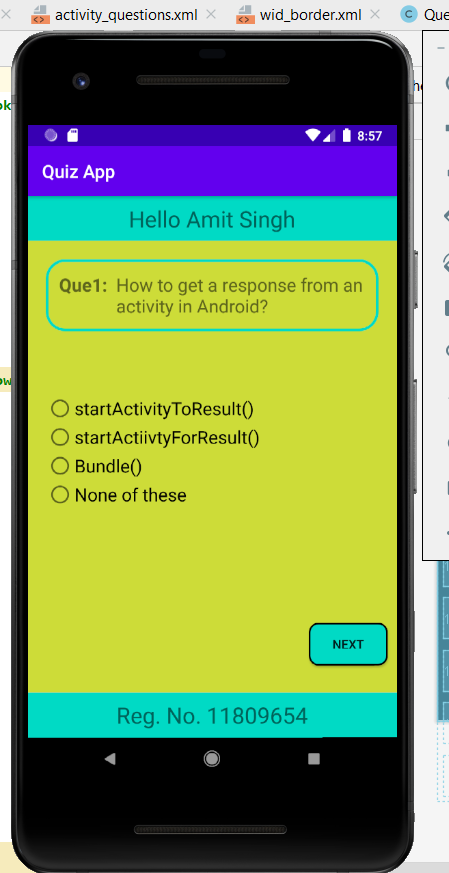 activity_questions.xml
wid_border.xml
C
Que
8:57
Quiz App
Hello Amit Singh
Que1: How to get a response from an
activity in Android?
startActivityToResult()
startActiivtyForResult()
Bundle()
None of these
NEXT
Reg. No. 11809654